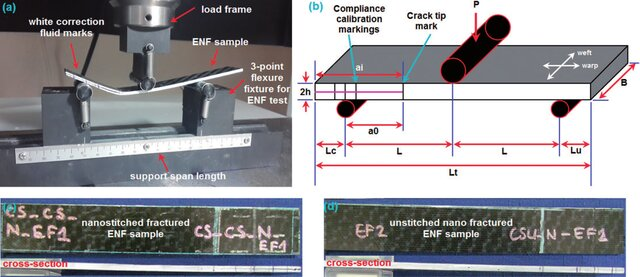 (a)
load frame
white correction
fluid marks
ENF sample
3-point
flexure
fixture for
ENF test
support span length
(b)
Compliance
calibration
markings
Crack tip
mark
P
weft
warp
ai
2h
B
a0
Lc
L
L
Lu
Lt
(c)
CS_CS_
N_EF1
nanostitched fractured
ENF sample
CS_CS_N_
EF1
cross-section
(d)
EF2
unstitched nano fractured
ENF sample
CSU_N_EF1
cross-section